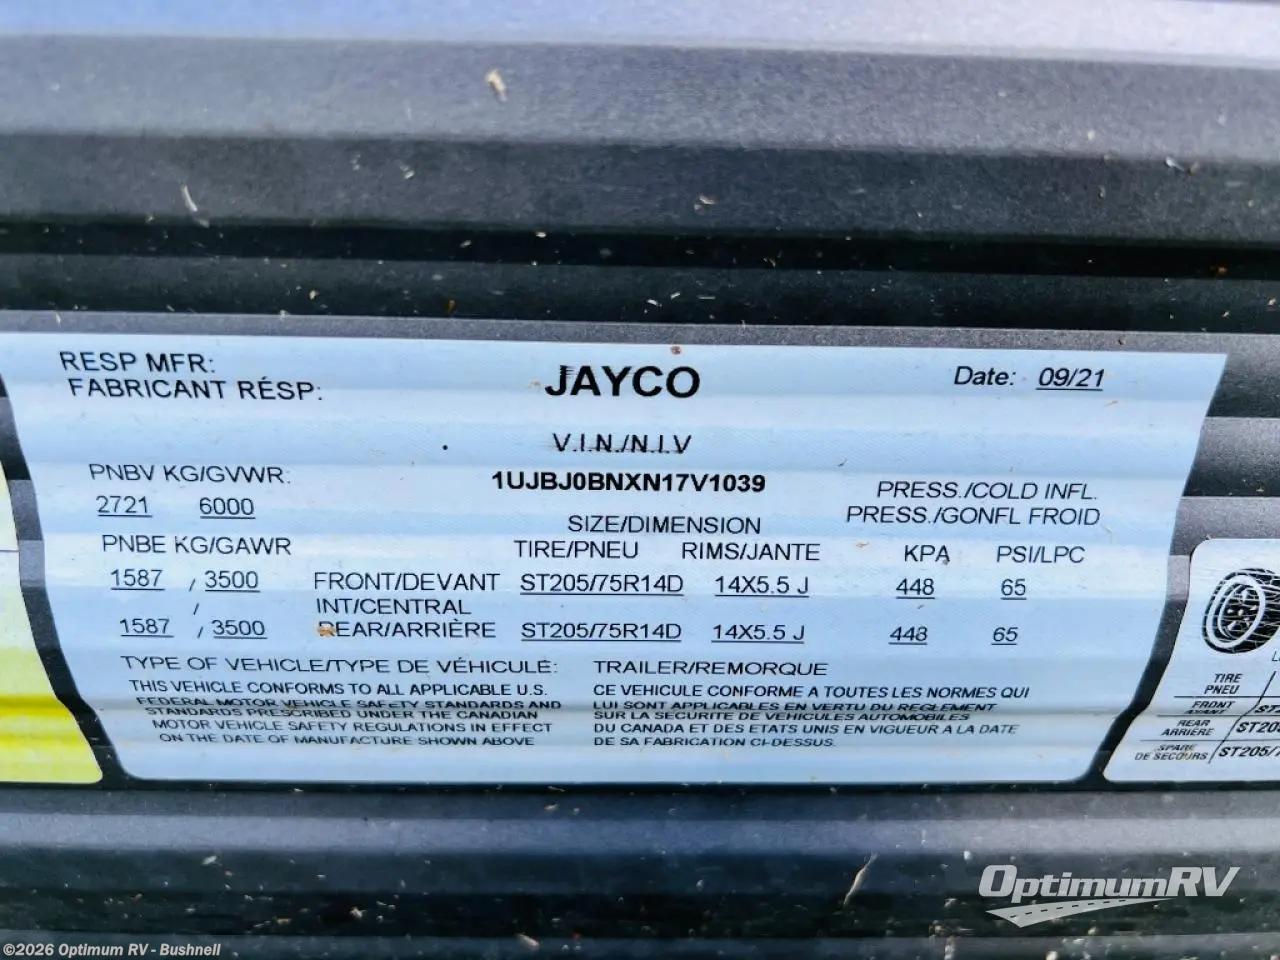 RESP MFR:
FABRICANT RÉSP:
JAYCO
Date: 09/21
V.I.N./N.I.V
1UJBJ0BNXN17V1039
PNBV KG/GVWR:
2721 6000
PRESS./COLD INFL.
PRESS./GONFL FROID
SIZE/DIMENSION
PNBE KG/GAWR
TIRE/PNEU RIMS/JANTE KPA PSI/LPC
1587 / 3500 FRONT/DEVANT ST205/75R14D 14X5.5 J 448 65
/ INT/CENTRAL
1587 / 3500 REAR/ARRIÈRE ST205/75R14D 14X5.5 J 448 65
TYPE OF VEHICLE/TYPE DE VÉHICULE: TRAILER/REMORQUE
THIS VEHICLE CONFORMS TO ALL APPLICABLE U.S.
FEDERAL MOTOR VEHICLE SAFETY STANDARDS AND
STANDARDS PRESCRIBED UNDER THE CANADIAN
MOTOR VEHICLE SAFETY REGULATIONS IN EFFECT
ON THE DATE OF MANUFACTURE SHOWN ABOVE
CE VEHICULE CONFORME A TOUTES LES NORMES QUI
LUI SONT APPLICABLES EN VERTU DU REGLEMENT
SUR LA SECURITE DE VEHICULES AUTOMOBILES
DU CANADA ET DES ETATS UNIS EN VIGUEUR A LA DATE
DE SA FABRICATION CI-DESSUS.
TIRE
PNEU
FRONT
AVANT
REAR
ARRIÈRE
ST205
SPARE
DE SECOURS
ST205/7
OptimumRV
©2026 Optimum RV - Bushnell